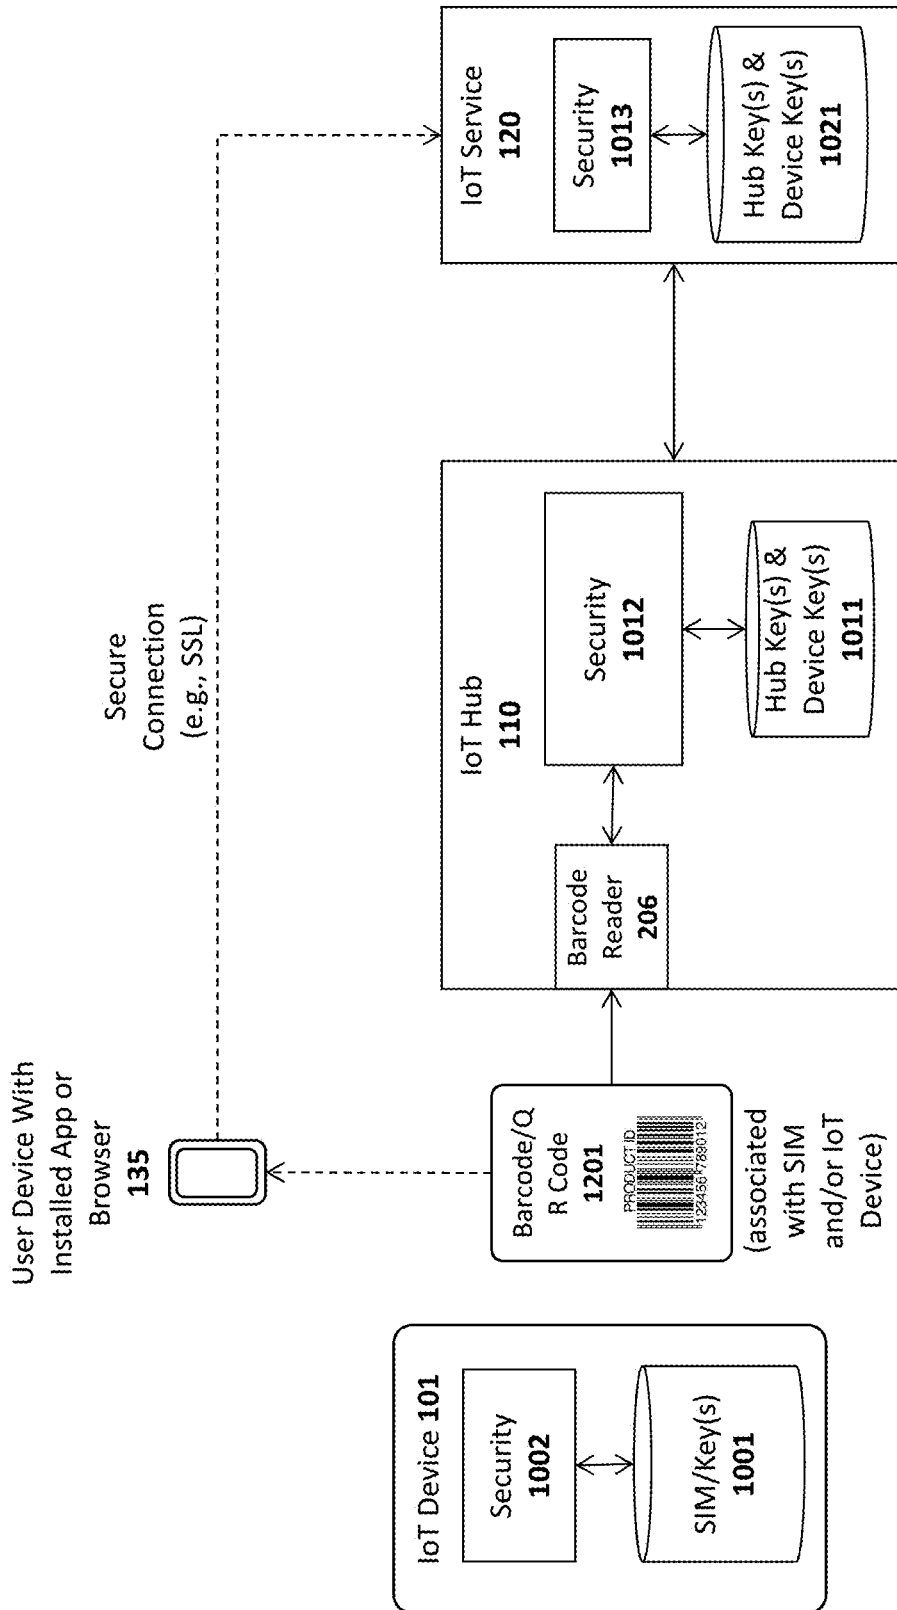 User Device With
Installed App or
Browser
135
Secure
Connection
(e.g., SSL)
IoT Device 101
Security
1002
SIM/Key(s)
1001
Barcode/Q
R Code
1201
PRODUCT ID
123456 789012
(associated
with SIM
and/or IoT
Device)
IoT Hub
110
Barcode
Reader
206
Security
1012
Hub Key(s) &
Device Key(s)
1011
IoT Service
120
Security
1013
Hub Key(s) &
Device Key(s)
1021